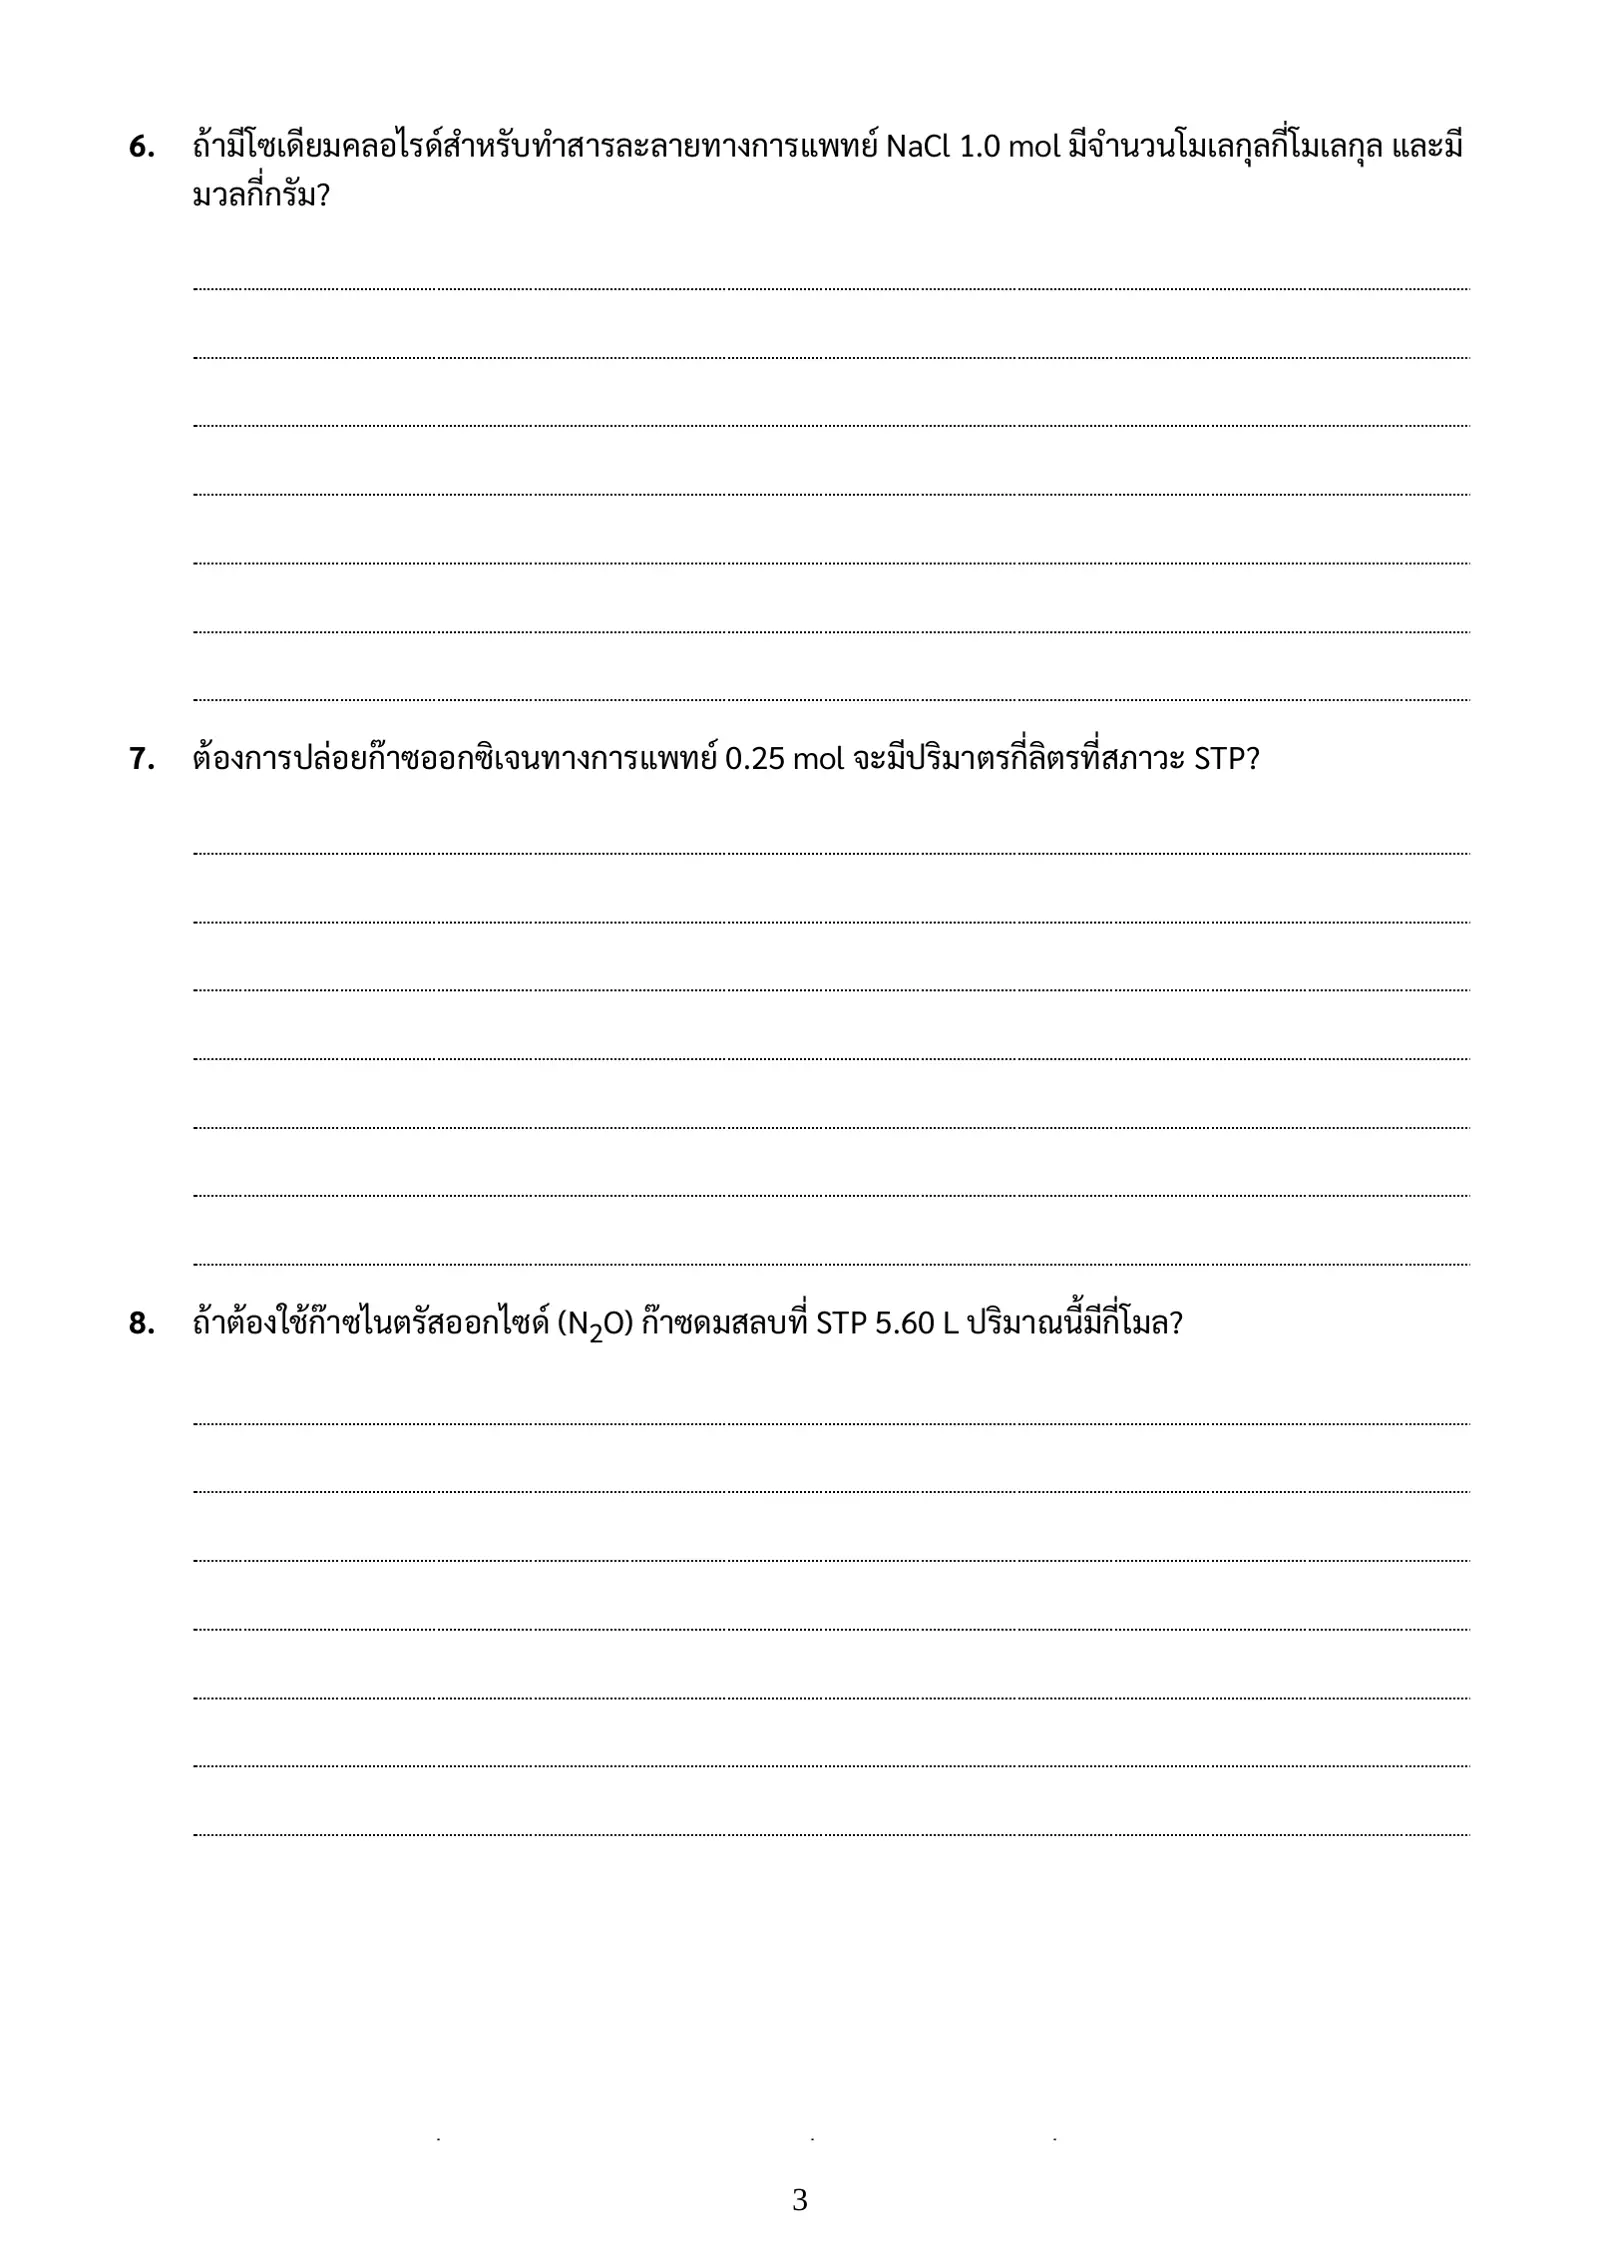 6. ถ้ามีโซเดียมคลอไรด์สำหรับทำสารละลายทางการแพทย์ NaCl 1.0 mol มีจำนวนโมเลกุลกี่โมเลกุล และมี
มวลกี่กรัม?
7. ต้องการปล่อยก๊าซออกซิเจนทางการแพทย์ 0.25 mol จะมีปริมาตรกี่ลิตรที่สภาวะ STP?
8. ถ้าต้องใช้ก๊าซไนตรัสออกไซด์ (N₂O) ก๊าซดมสลบที่ STP 5.60 L ปริมาณนี้มีกี่โมล?
3